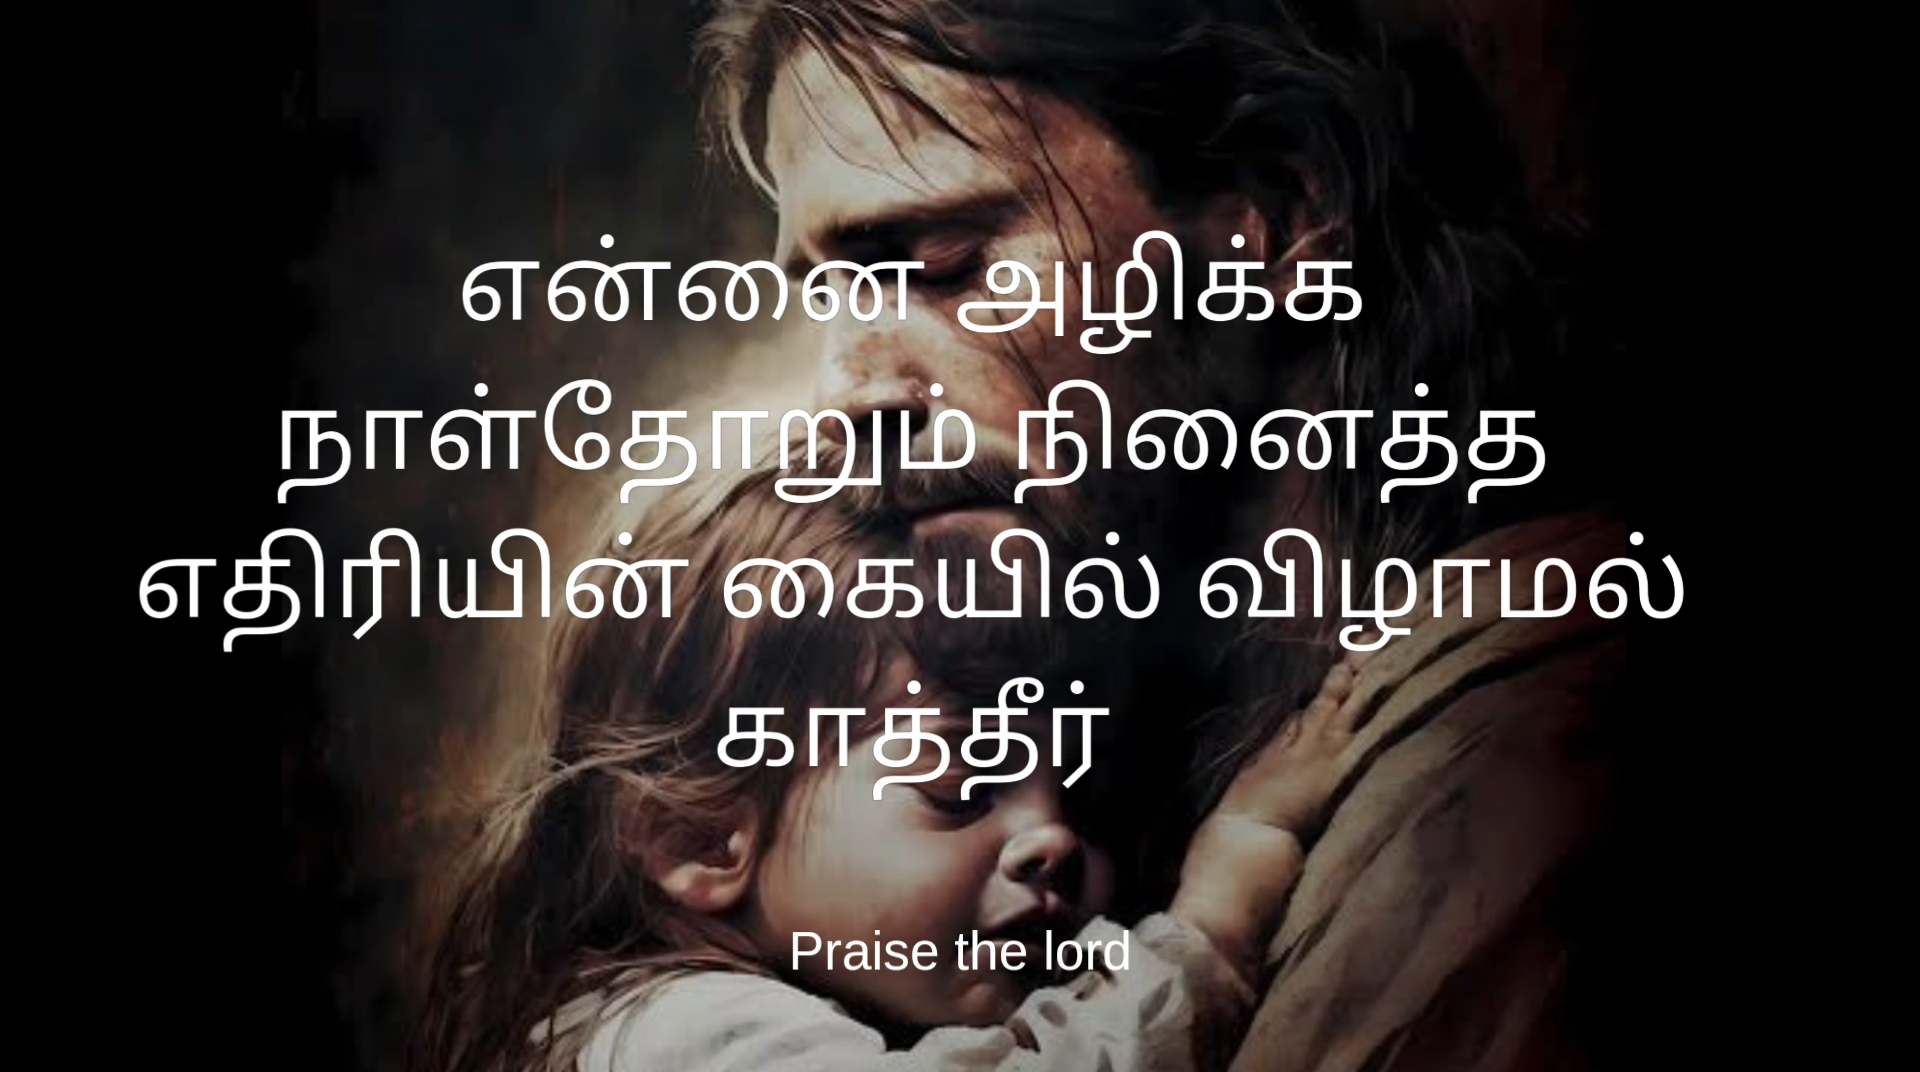 என்னை அழிக்க
நாள்தோறும் நினைத்த
எதிரியின் கையில் விழாமல்
காத்தீர்
Praise the lord